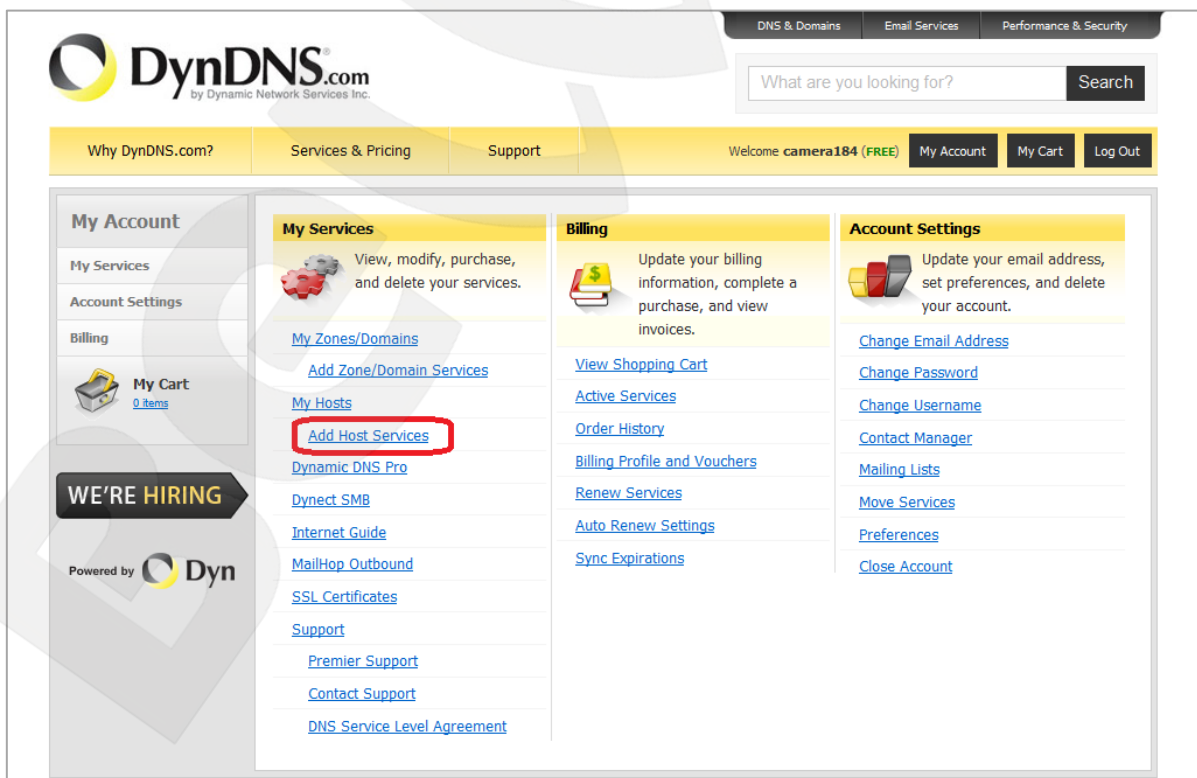 DNS & Domains Email Services Performance & Security
DynDNS.com
by Dynamic Network Services Inc.
What are you looking for? Search
Why DynDNS.com? Services & Pricing Support Welcome camera184 (FREE) My Account My Cart Log Out
My Account
My Services
Account Settings
Billing
My Cart
0 items
WE'RE HIRING
Powered by Dyn
My Services
View, modify, purchase,
and delete your services.
My Zones/Domains
Add Zone/Domain Services
My Hosts
Add Host Services
Dynamic DNS Pro
Dynect SMB
Internet Guide
MailHop Outbound
SSL Certificates
Support
Premier Support
Contact Support
DNS Service Level Agreement
Billing
Update your billing
information, complete a
purchase, and view
invoices.
View Shopping Cart
Active Services
Order History
Billing Profile and Vouchers
Renew Services
Auto Renew Settings
Sync Expirations
Account Settings
Update your email address,
set preferences, and delete
your account.
Change Email Address
Change Password
Change Username
Contact Manager
Mailing Lists
Move Services
Preferences
Close Account